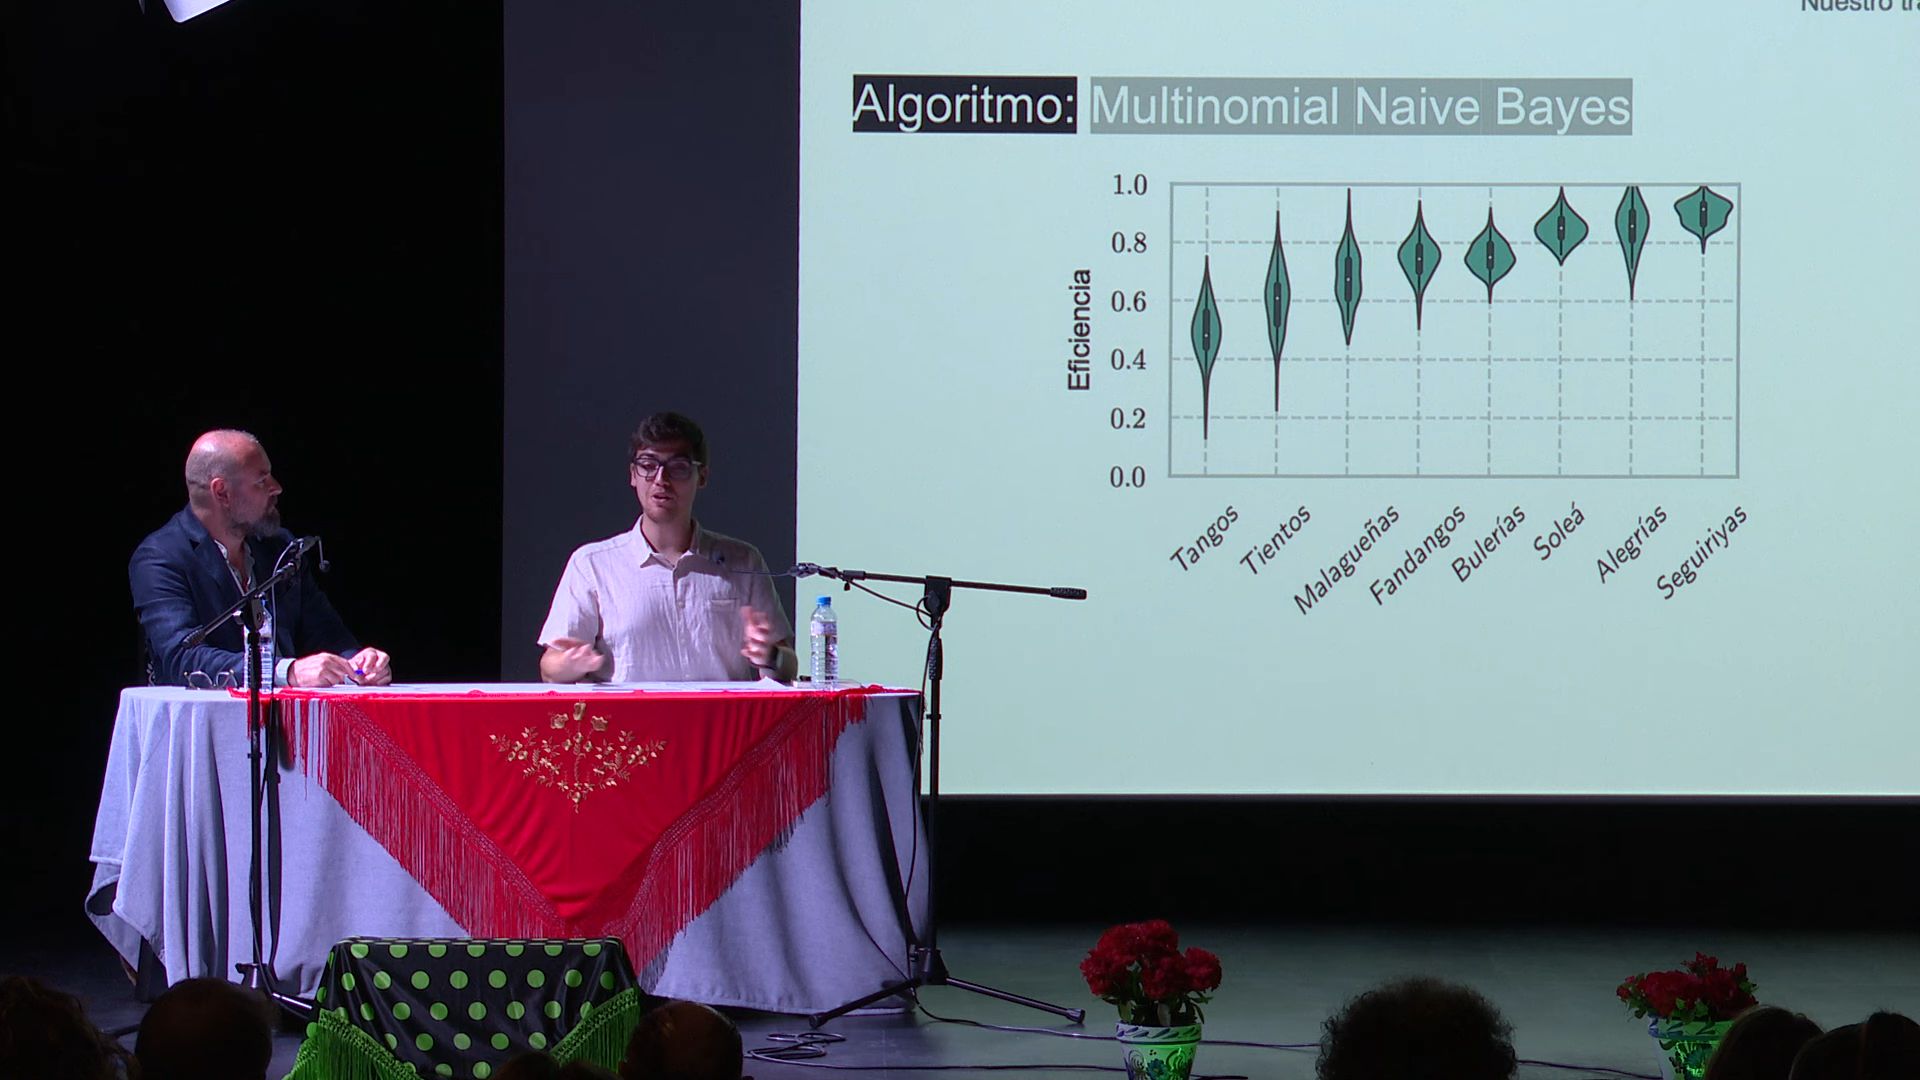 Nuestro
Algoritmo: Multinomial Naive Bayes
1.0
0.8
0.6
0.4
0.2
0.0
Eficiencia
Tangos
Tientos
Malagueñas
Fandangos
Bulerías
Soleá
Alegrías
Seguiriyas